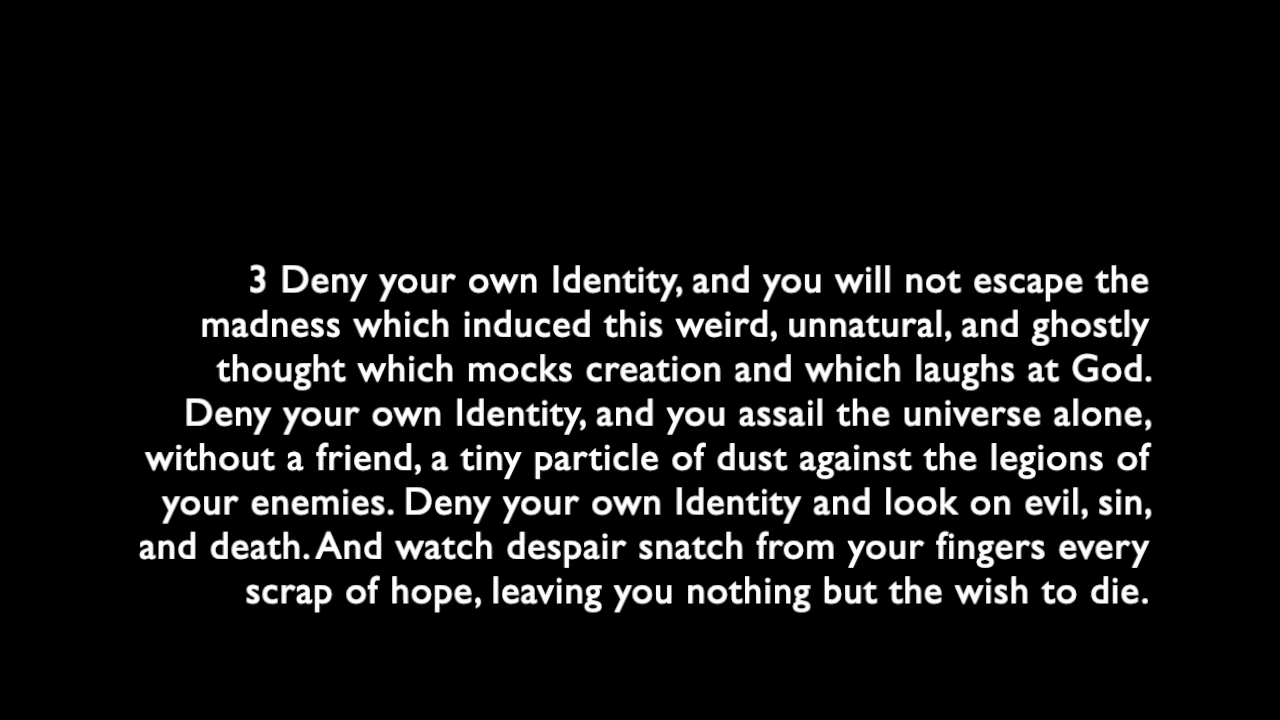 3 Deny your own Identity, and you will not escape the
madness which induced this weird, unnatural, and ghostly
thought which mocks creation and which laughs at God.
Deny your own Identity, and you assail the universe alone,
without a friend, a tiny particle of dust against the legions of
your enemies. Deny your own Identity and look on evil, sin,
and death. And watch despair snatch from your fingers every
scrap of hope, leaving you nothing but the wish to die.